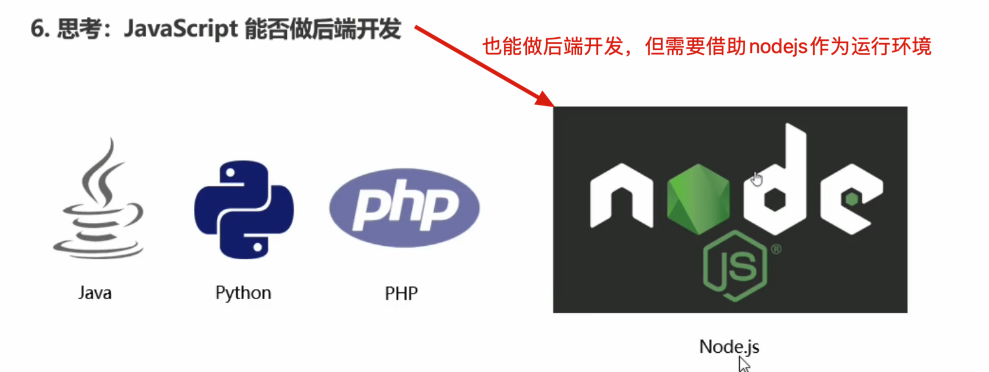 6. 思考：JavaScript 能否做后端开发
也能做后端开发，但需要借助nodejs作为运行环境
php
node
JS
®
Java
Python
PHP
Node.js